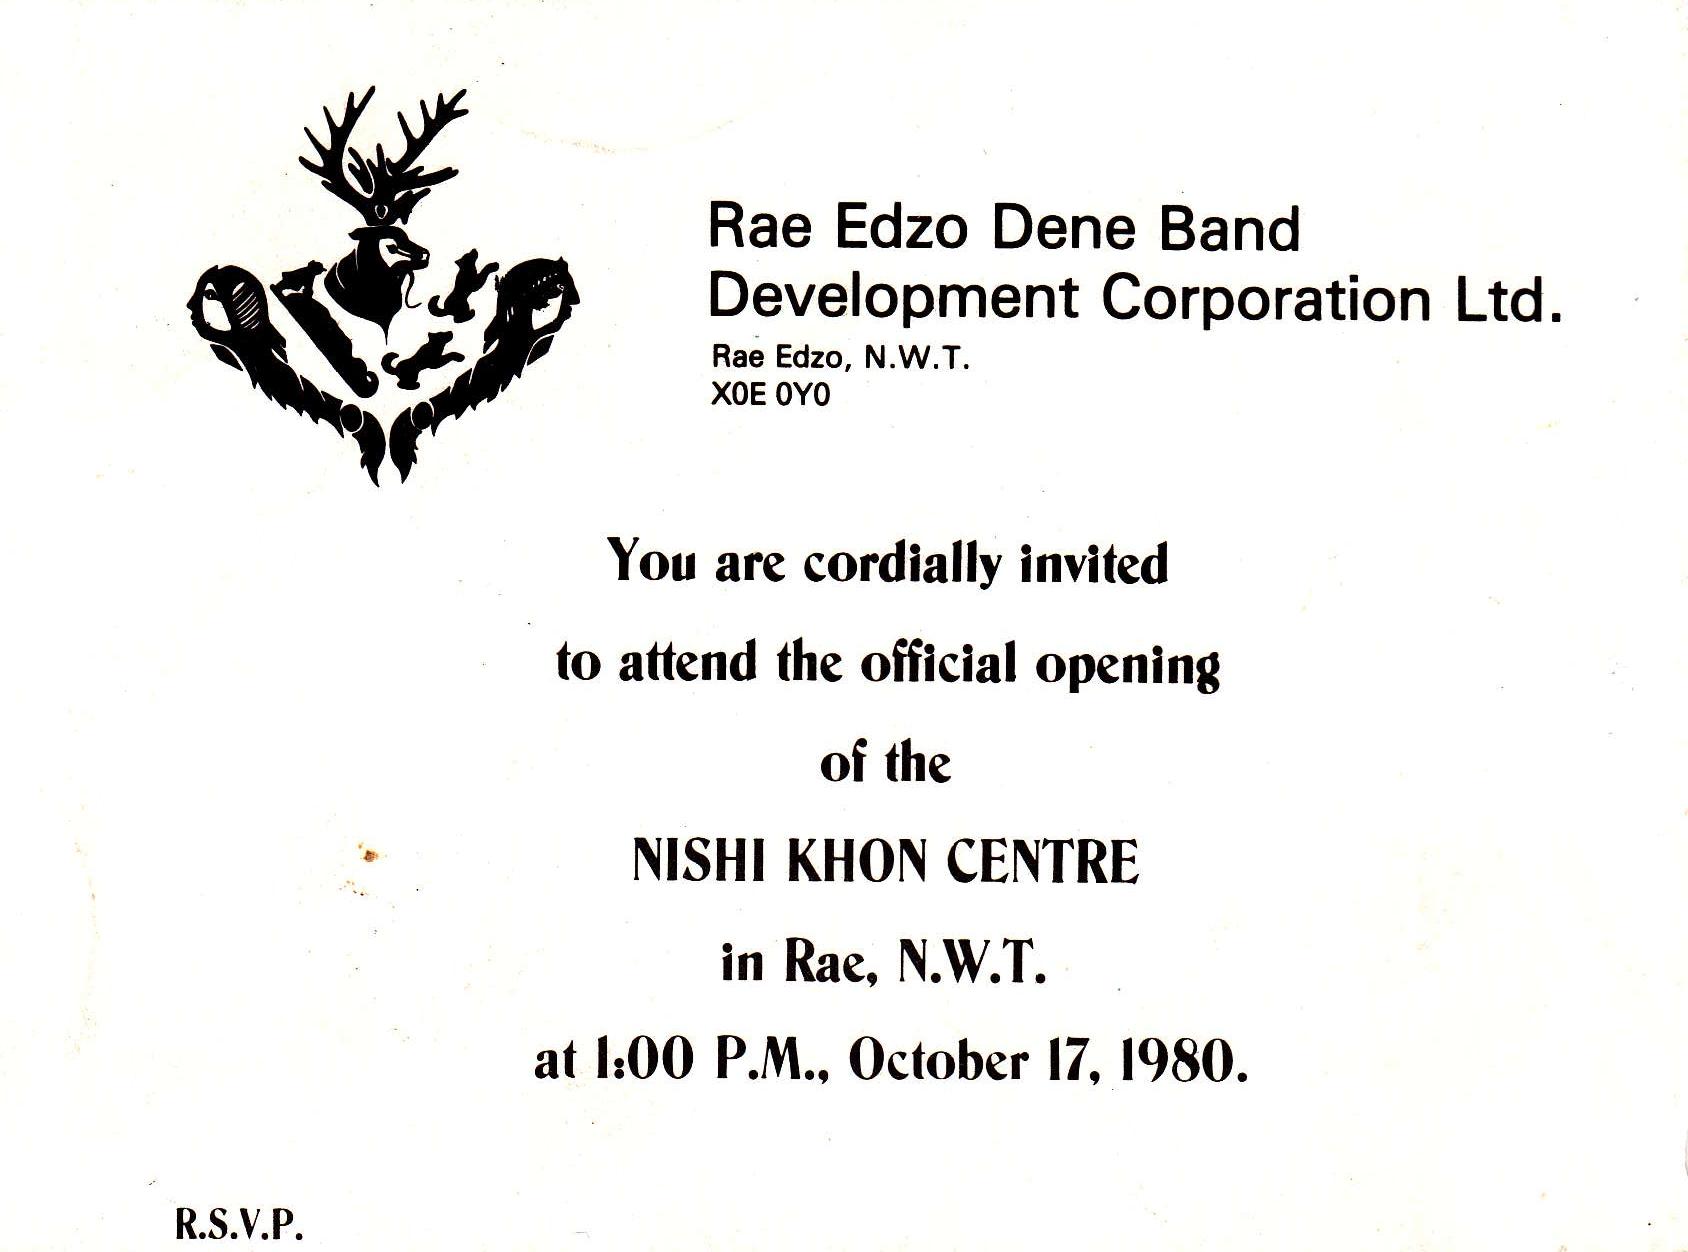 Rae Edzo Dene Band
Development Corporation Ltd.
Rae Edzo, N.W.T.
X0E 0Y0
You are cordially invited
to attend the official opening
of the
NISHI KHON CENTRE
in Rae, N.W.T.
at 1:00 P.M., October 17, 1980.
R.S.V.P.